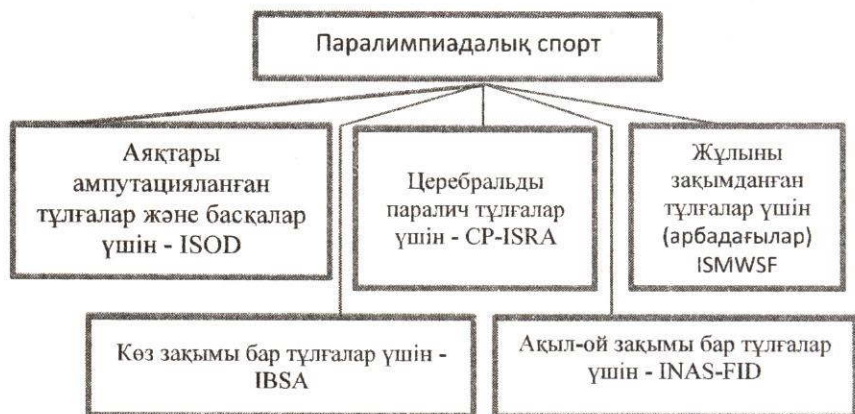 Паралимпиадалық спорт
Аяқтары
ампутацияланған
тұлғалар және басқалар
үшін - ISOD
Церебральды
паралич тұлғалар
үшін - CP-ISRA
Жұлыны
зақымданған
тұлғалар үшін
(арбадағылар)
ISMWSF
Көз зақымы бар тұлғалар үшін -
IBSA
Ақыл-ой зақымы бар тұлғалар
үшін - INAS-FID